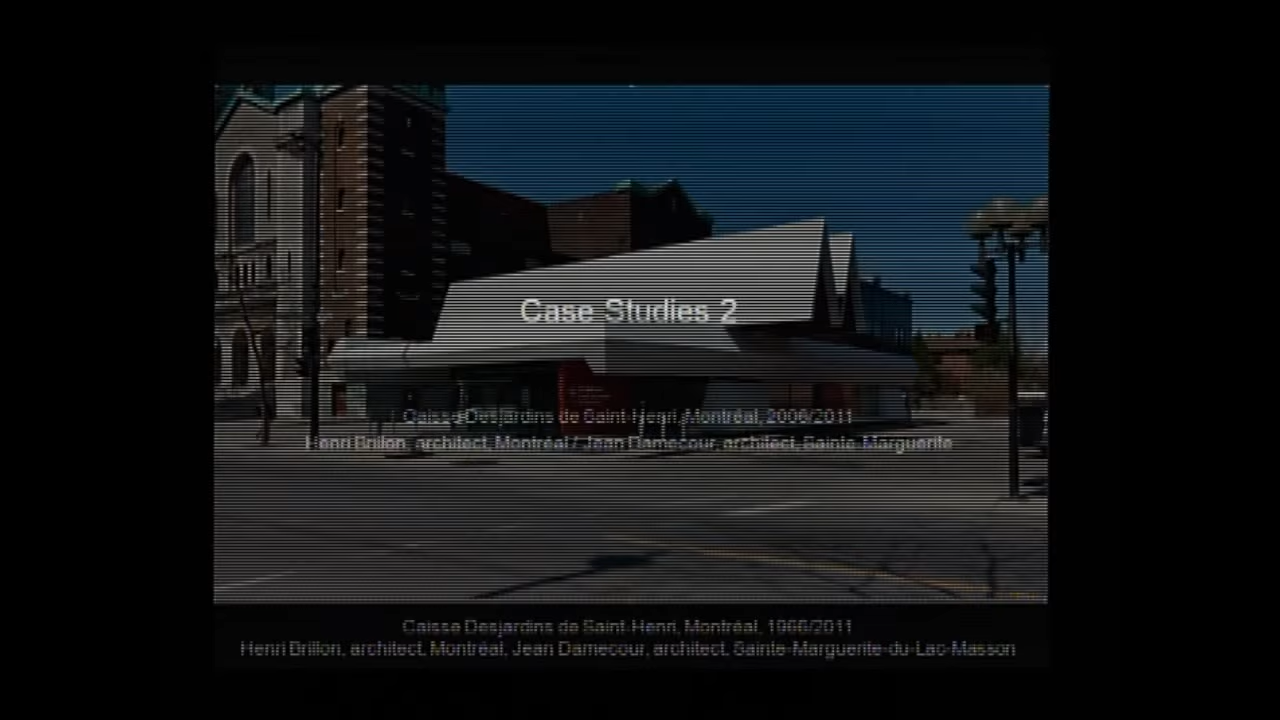 Case Studies 2
Caisse Desjardins de Saint-Henri, Montréal, 2006/2011
Henri Brillon, architect, Montréal / Jean Damecour, architect, Sainte-Marguerite
Caisse Desjardins de Saint-Henri, Montréal, 1966/2011
Henri Brillon, architect, Montréal, Jean Damecour, architect, Sainte-Marguerite-du-Lac-Masson